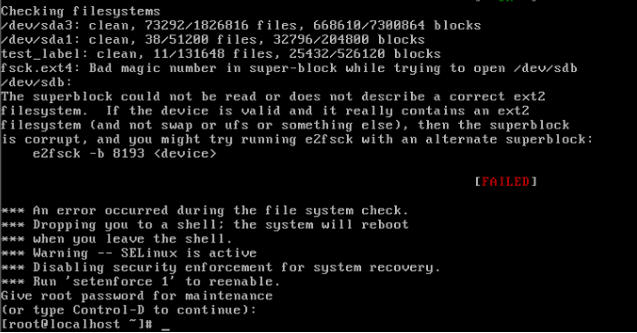 Checking filesystems
/dev/sda3: clean, 73292/1826816 files, 668610/7300864 blocks
/dev/sda1: clean, 38/51200 files, 32796/204800 blocks
test_label: clean, 11/131648 files, 25432/526120 blocks
fsck.ext4: Bad magic number in super-block while trying to open /dev/sdb
/dev/sdb:
The superblock could not be read or does not describe a correct ext2
filesystem.  If the device is valid and it really contains an ext2
filesystem (and not swap or ufs or something else), then the superblock
is corrupt, and you might try running e2fsck with an alternate superblock:
    e2fsck -b 8193 <device>
[FAILED]
*** An error occurred during the file system check.
*** Dropping you to a shell; the system will reboot
*** when you leave the shell.
*** Warning -- SELinux is active
*** Disabling security enforcement for system recovery.
*** Run 'setenforce 1' to reenable.
Give root password for maintenance
(or type Control-D to continue):
[root@localhost ~]# _